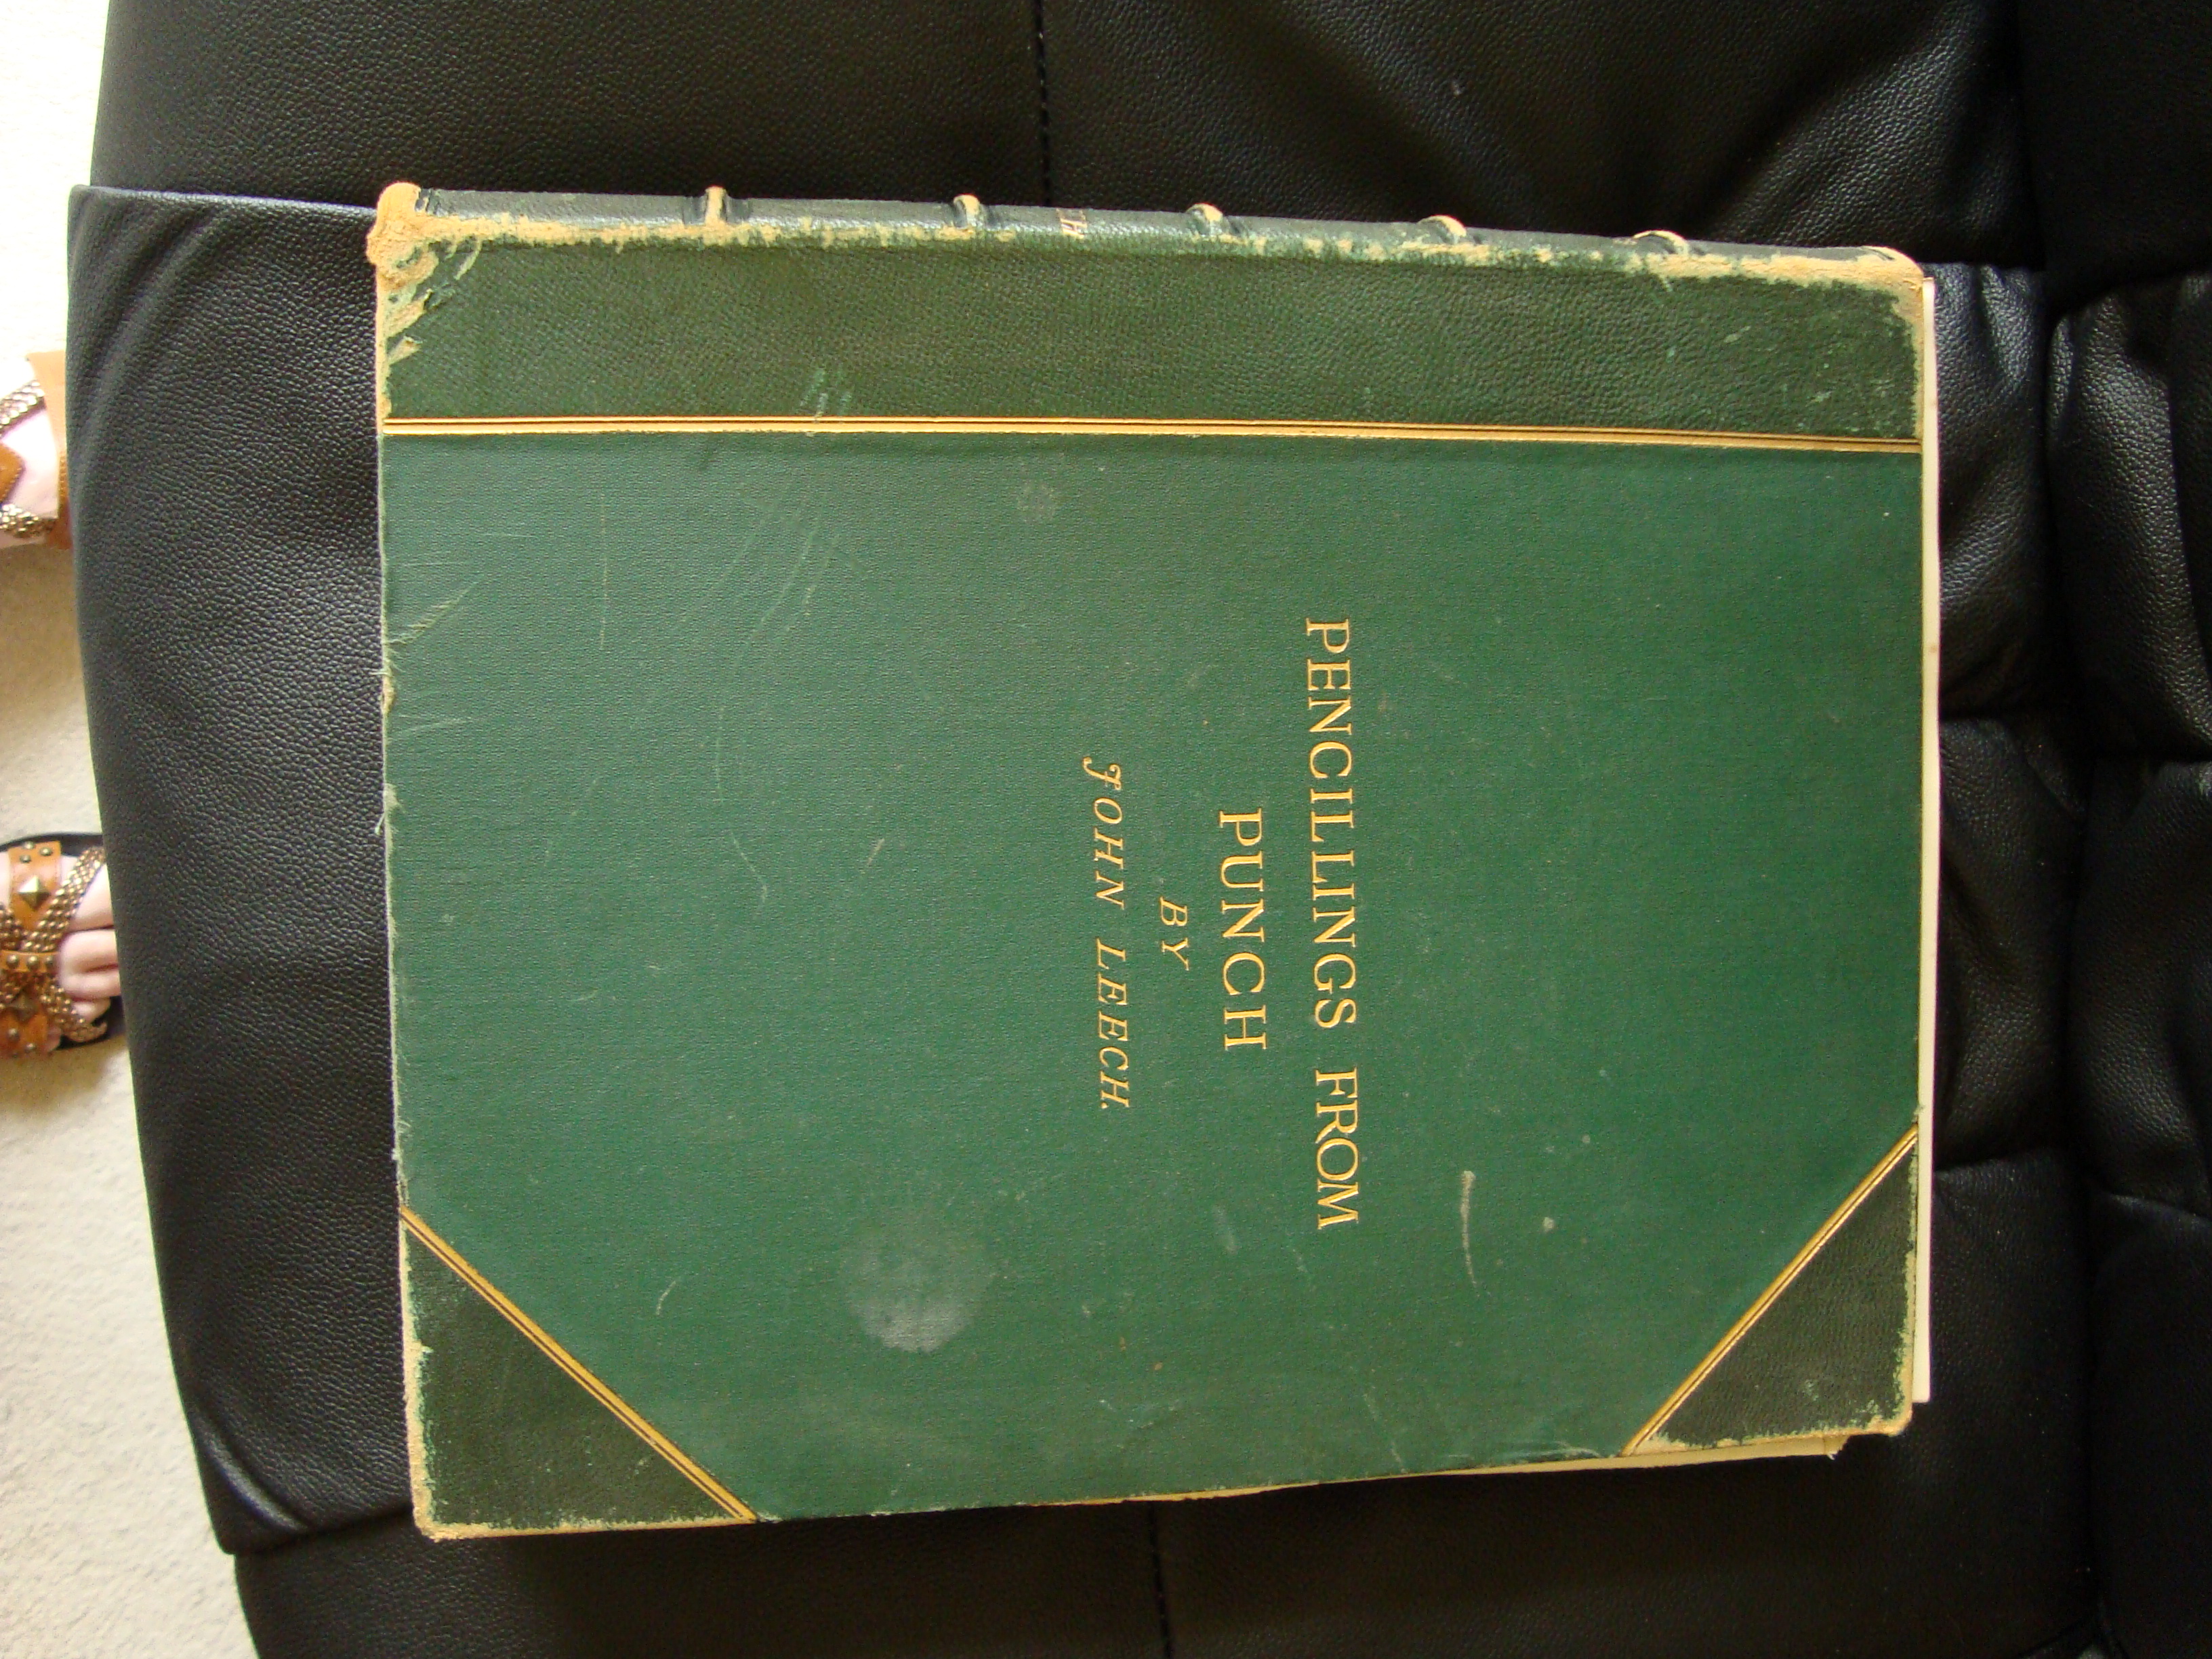 PENCILLINGS FROM
PUNCH
BY
JOHN LEECH.